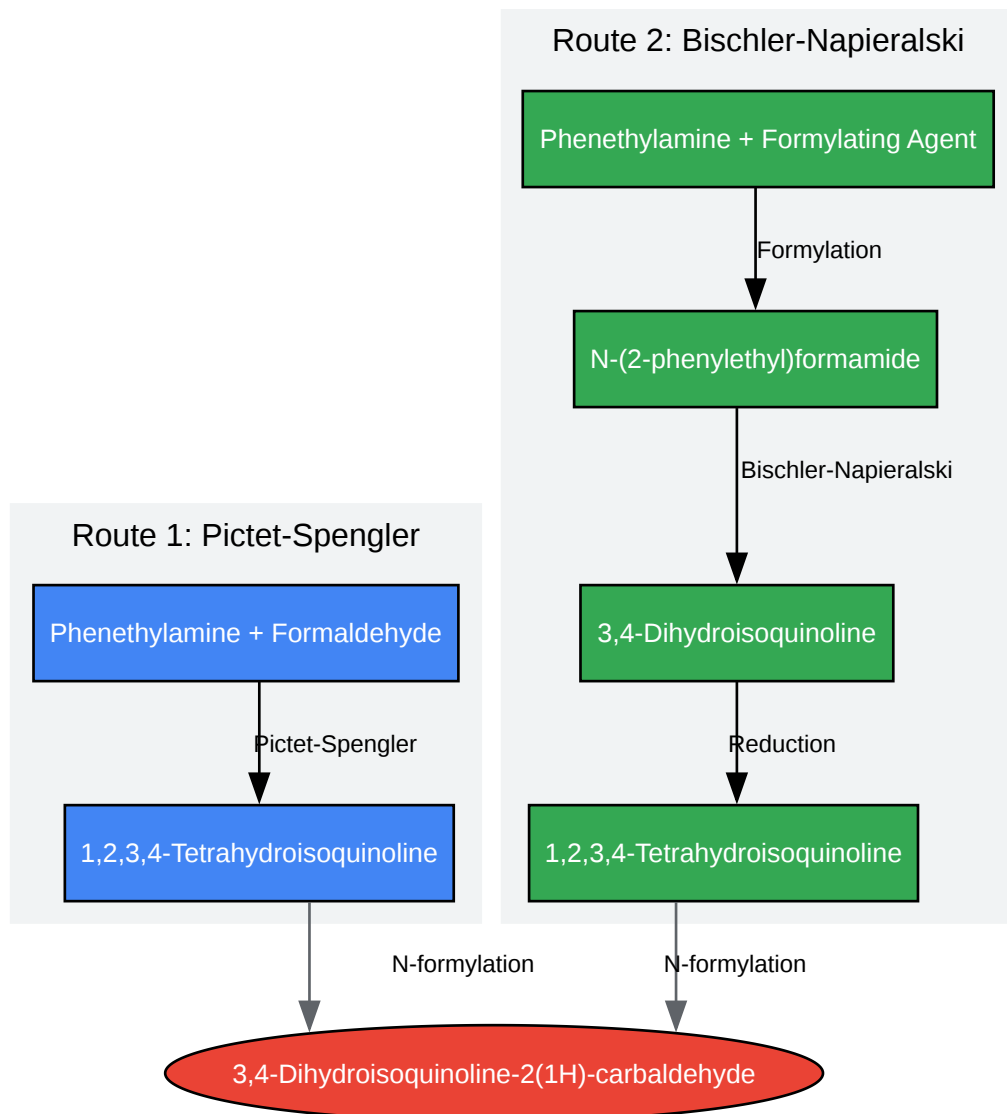 Route 2: Bischler-Napieralski
Phenethylamine + Formylating Agent
Formylation
N-(2-phenylethyl)formamide
Bischler-Napieralski
Route 1: Pictet-Spengler
Phenethylamine + Formaldehyde
3,4-Dihydroisoquinoline
Pictet-Spengler
Reduction
1,2,3,4-Tetrahydroisoquinoline
1,2,3,4-Tetrahydroisoquinoline
N-formylation
N-formylation
3,4-Dihydroisoquinoline-2(1H)-carbaldehyde